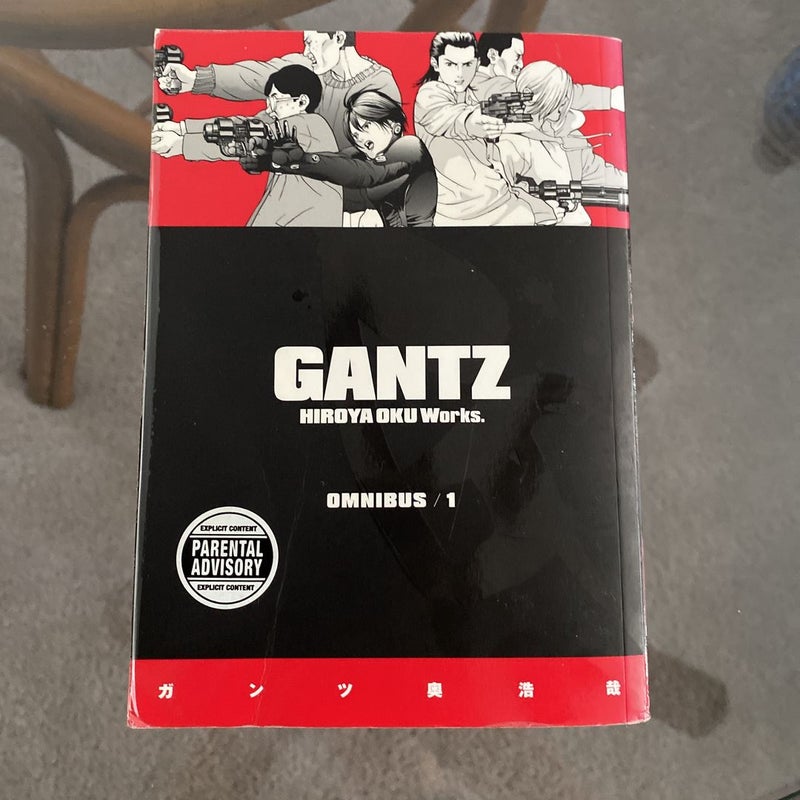 GANTZ
HIROYA OKU Works.
OMNIBUS / 1
EXPLICIT CONTENT
PARENTAL
ADVISORY
EXPLICIT CONTENT
ガンツ奥浩哉